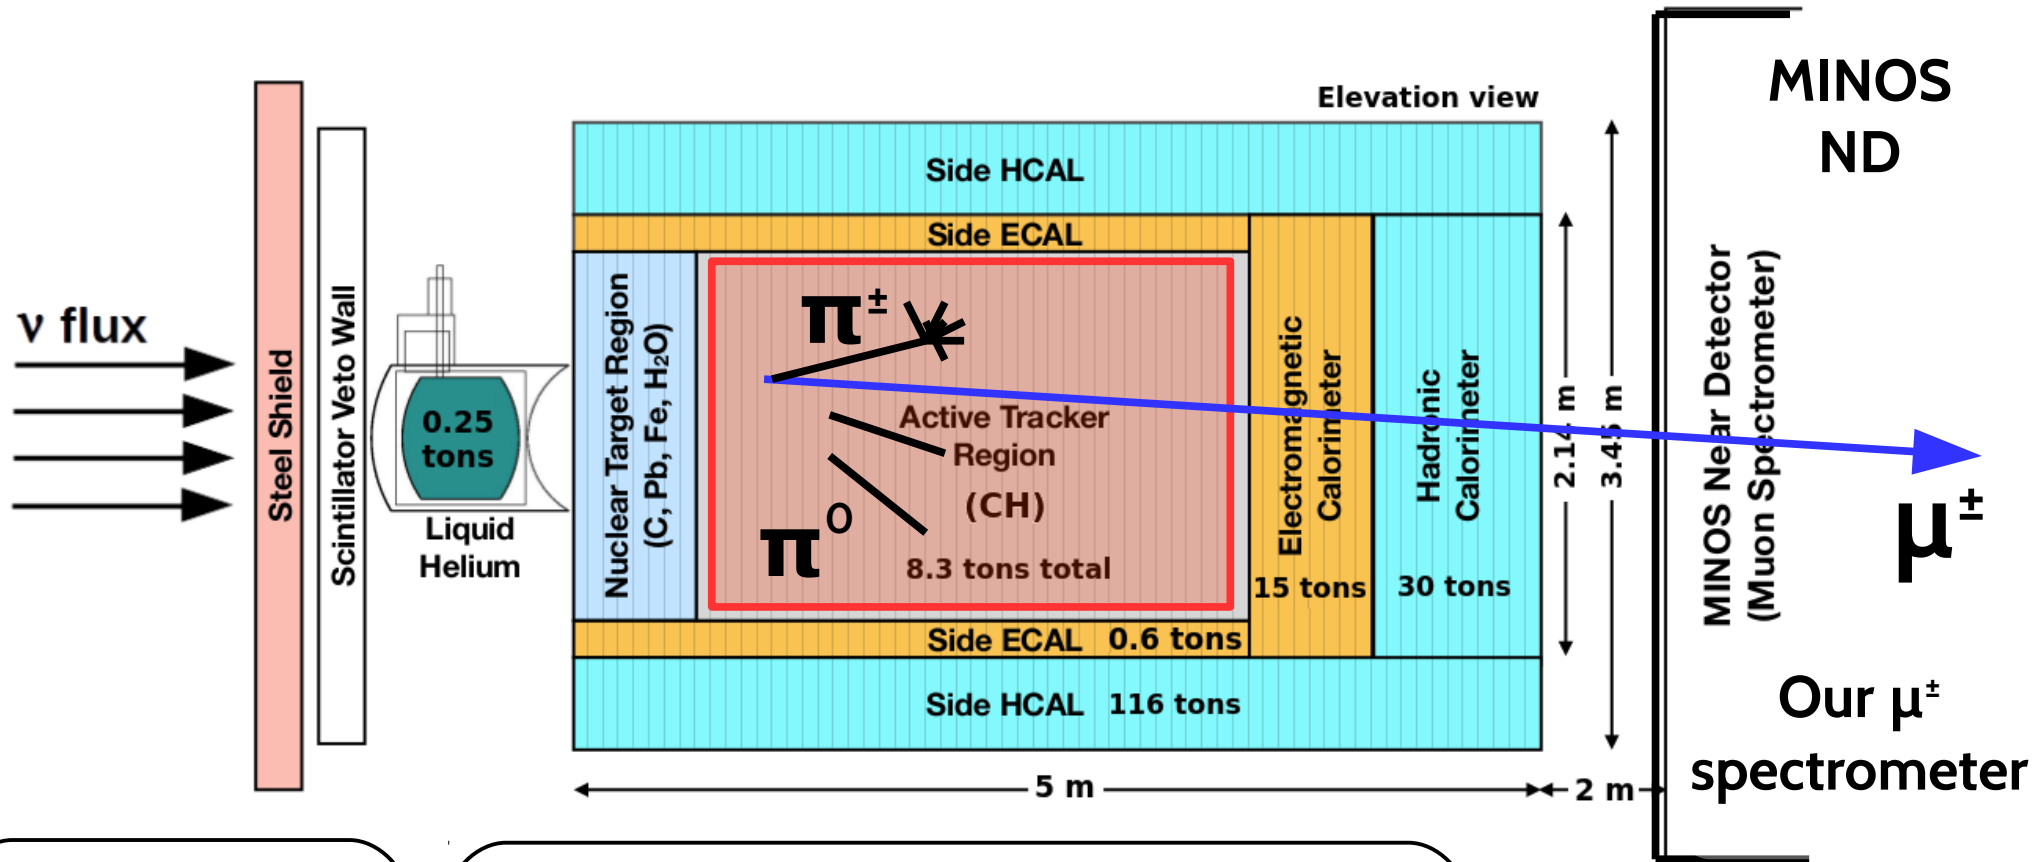 Elevation view
MINOS
ND
Side HCAL
Side ECAL
ν flux
Steel Shield
Scintillator Veto Wall
0.25
tons
Liquid
Helium
Nuclear Target Region
(C, Pb, Fe, H₂O)
π±
Active Tracker
Region
(CH)
π⁰
8.3 tons total
Electromagnetic
Calorimeter
15 tons
Hadronic
Calorimeter
30 tons
2.14 m
3.45 m
MINOS Near Detector
(Muon Spectrometer)
μ±
Side ECAL 0.6 tons
Side HCAL 116 tons
Our μ±
spectrometer
5 m
2 m